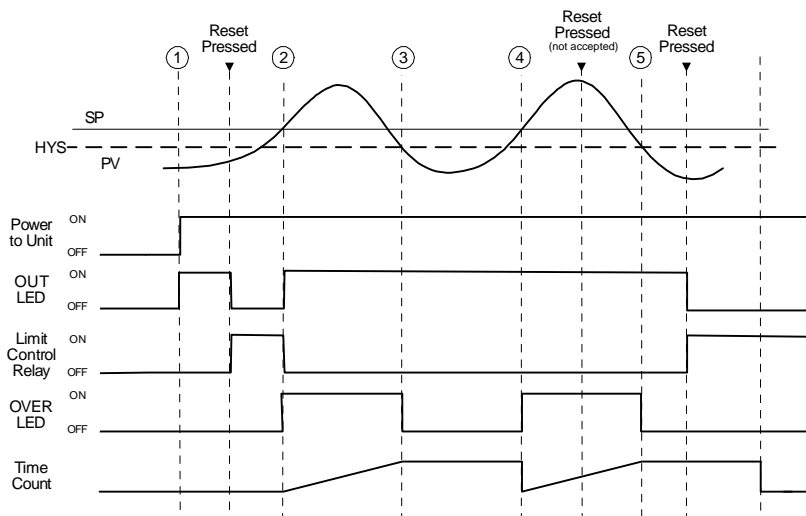 Reset
Pressed
Reset
Pressed
(not accepted)
Reset
Pressed
1
2
3
4
5
SP
HYS
PV
Power
to Unit
ON
OFF
OUT
LED
ON
OFF
Limit
Control
Relay
ON
OFF
OVER
LED
ON
OFF
Time
Count